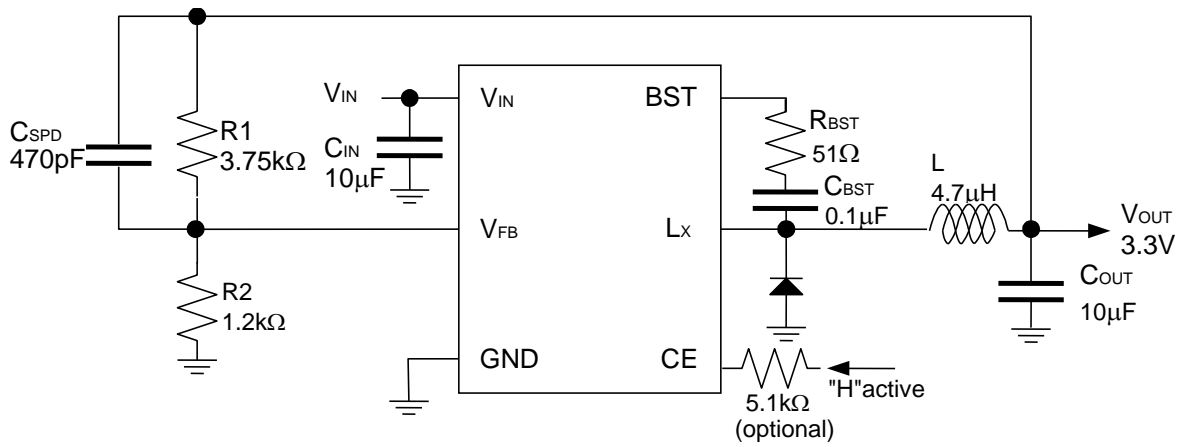 VIN
VIN
BST
RBST
51Ω
CSPD
470pF
R1
3.75kΩ
CIN
10μF
CBST
0.1μF
L
4.7μH
VFB
LX
VOUT
3.3V
R2
1.2kΩ
COUT
10μF
GND
CE
"H"active
5.1kΩ
(optional)